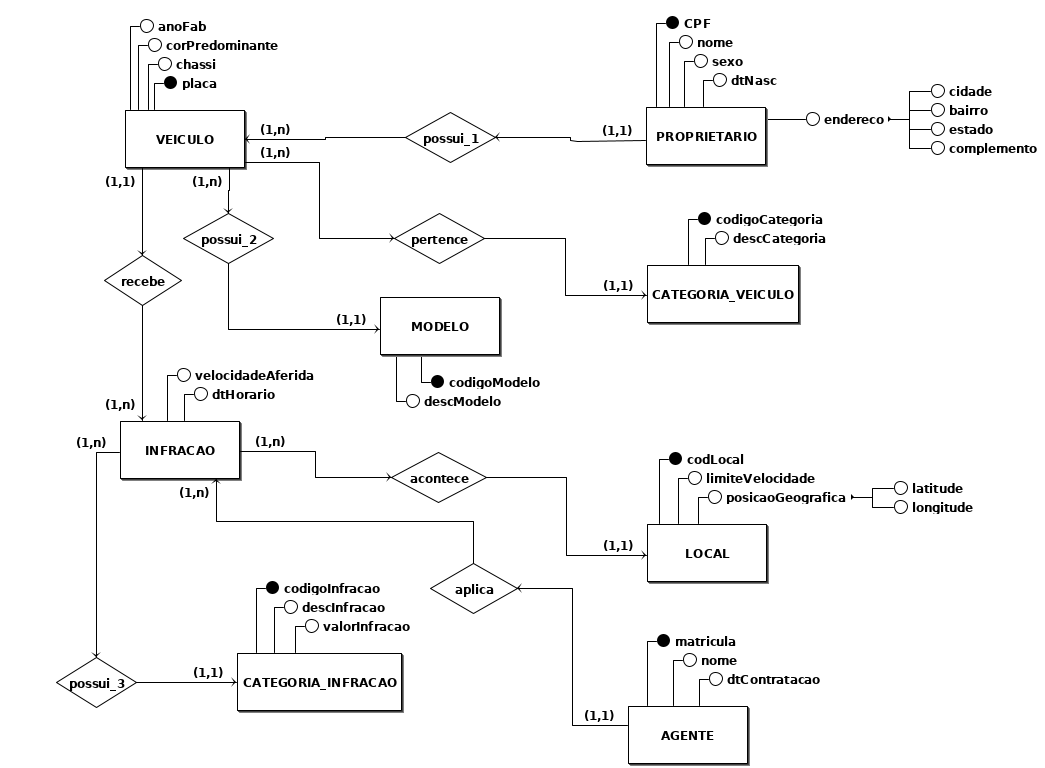 anoFab
corPredominante
chassi
placa
VEICULO
(1,n)
possui_1
(1,1)
CPF
nome
sexo
dtNasc
PROPRIETARIO
endereco
cidade
bairro
estado
complemento
(1,n)
pertence
(1,1)
codigoCategoria
descCategoria
CATEGORIA_VEICULO
(1,1)
recebe
(1,n)
(1,n)
possui_2
(1,1)
MODELO
codigoModelo
descModelo
velocidadeAferida
dtHorario
INFRACAO
(1,n)
acontece
(1,1)
codLocal
limiteVelocidade
posicaoGeografica
latitude
longitude
LOCAL
(1,n)
possui_3
(1,1)
codigoInfracao
descInfracao
valorInfracao
CATEGORIA_INFRACAO
(1,n)
aplica
(1,1)
matricula
nome
dtContratacao
AGENTE